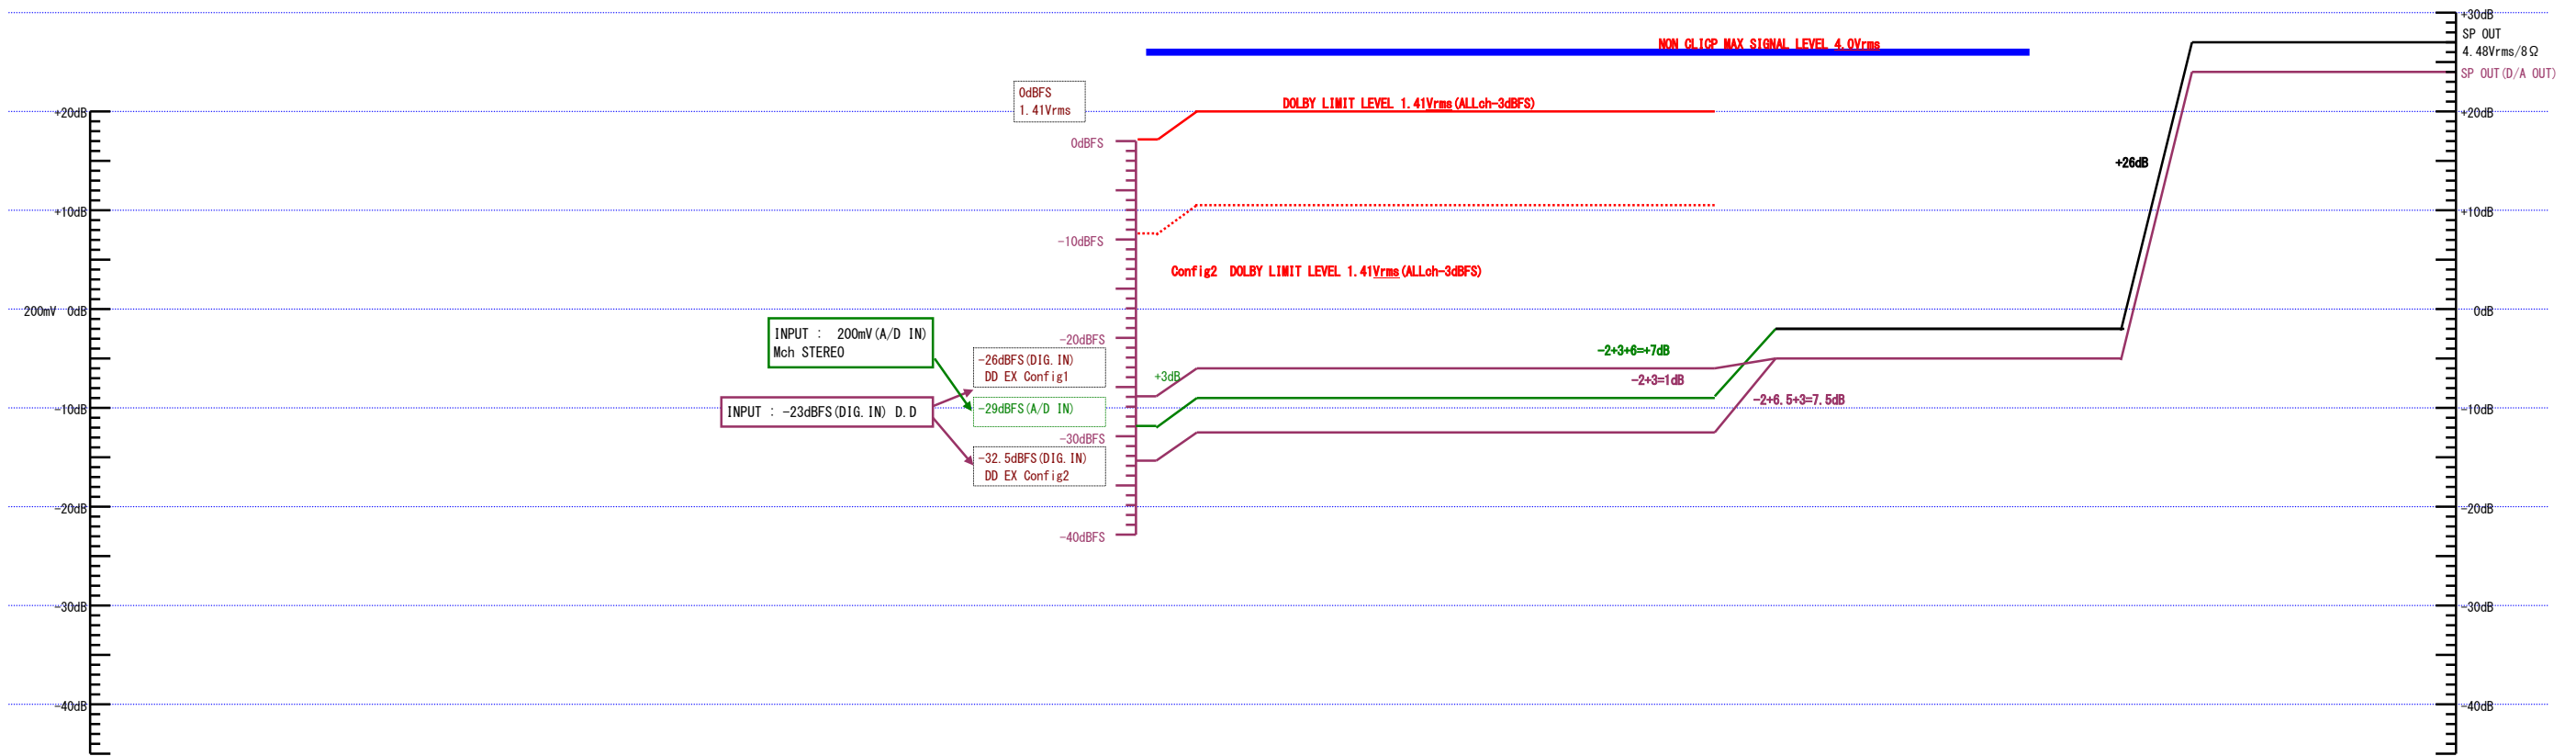 +30dB
SP OUT
NON CLICP MAX SIGNAL LEVEL 4.0Vrms
4.48Vrms/8Ω
SP OUT(D/A OUT)
0dBFS
1.41Vrms
DOLBY LIMIT LEVEL 1.41Vrms(ALLch-3dBFS)
+20dB
+20dB
0dBFS
+26dB
+10dB
+10dB
-10dBFS
Config2 DOLBY LIMIT LEVEL 1.41Vrms(ALLch-3dBFS)
200mV 0dB
0dB
INPUT : 200mV(A/D IN)
Mch STEREO
-20dBFS
-26dBFS(DIG.IN)
DD EX Config1
-2+3+6=+7dB
+3dB
-2+3=1dB
-2+6.5+3=7.5dB
-10dB
INPUT : -23dBFS(DIG.IN) D.D
-29dBFS(A/D IN)
-10dB
-30dBFS
-32.5dBFS(DIG.IN)
DD EX Config2
-20dB
-20dB
-40dBFS
-30dB
-30dB
-40dB
-40dB